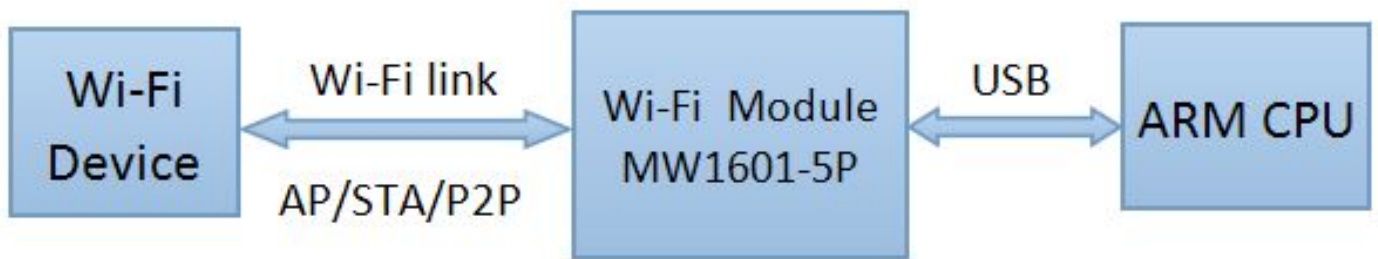 Wi-Fi
Device
Wi-Fi link
AP/STA/P2P
Wi-Fi Module
MW1601-5P
USB
ARM CPU